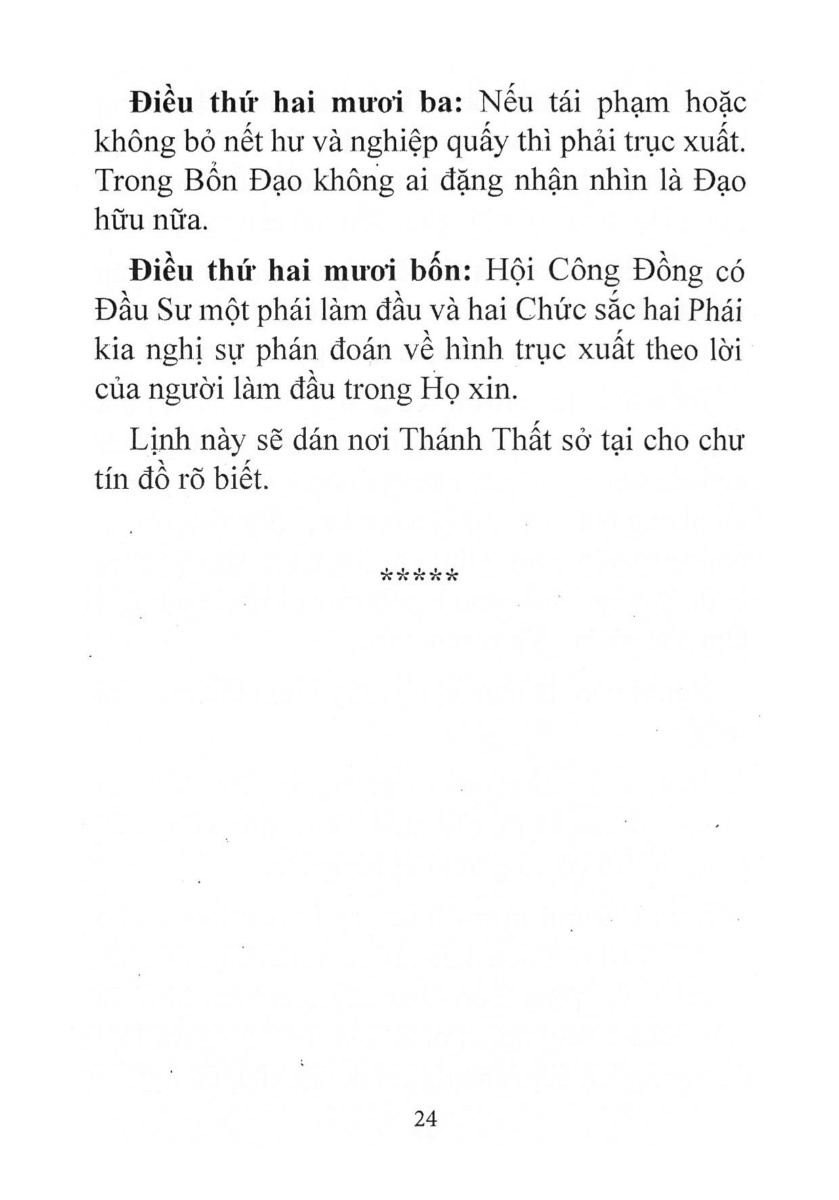 Điều thứ hai mươi ba: Nếu tái phạm hoặc
không bỏ nết hư và nghiệp quấy thì phải trục xuất.
Trong Bổn Đạo không ai đặng nhận nhìn là Đạo
hữu nữa.
Điều thứ hai mươi bốn: Hội Công Đồng có
Đầu Sư một phái làm đầu và hai Chức sắc hai Phái
kia nghị sự phán đoán về hình trục xuất theo lời
của người làm đầu trong Họ xin.
Lịnh này sẽ dán nơi Thánh Thất sở tại cho chư
tín đồ rõ biết.
*****
24